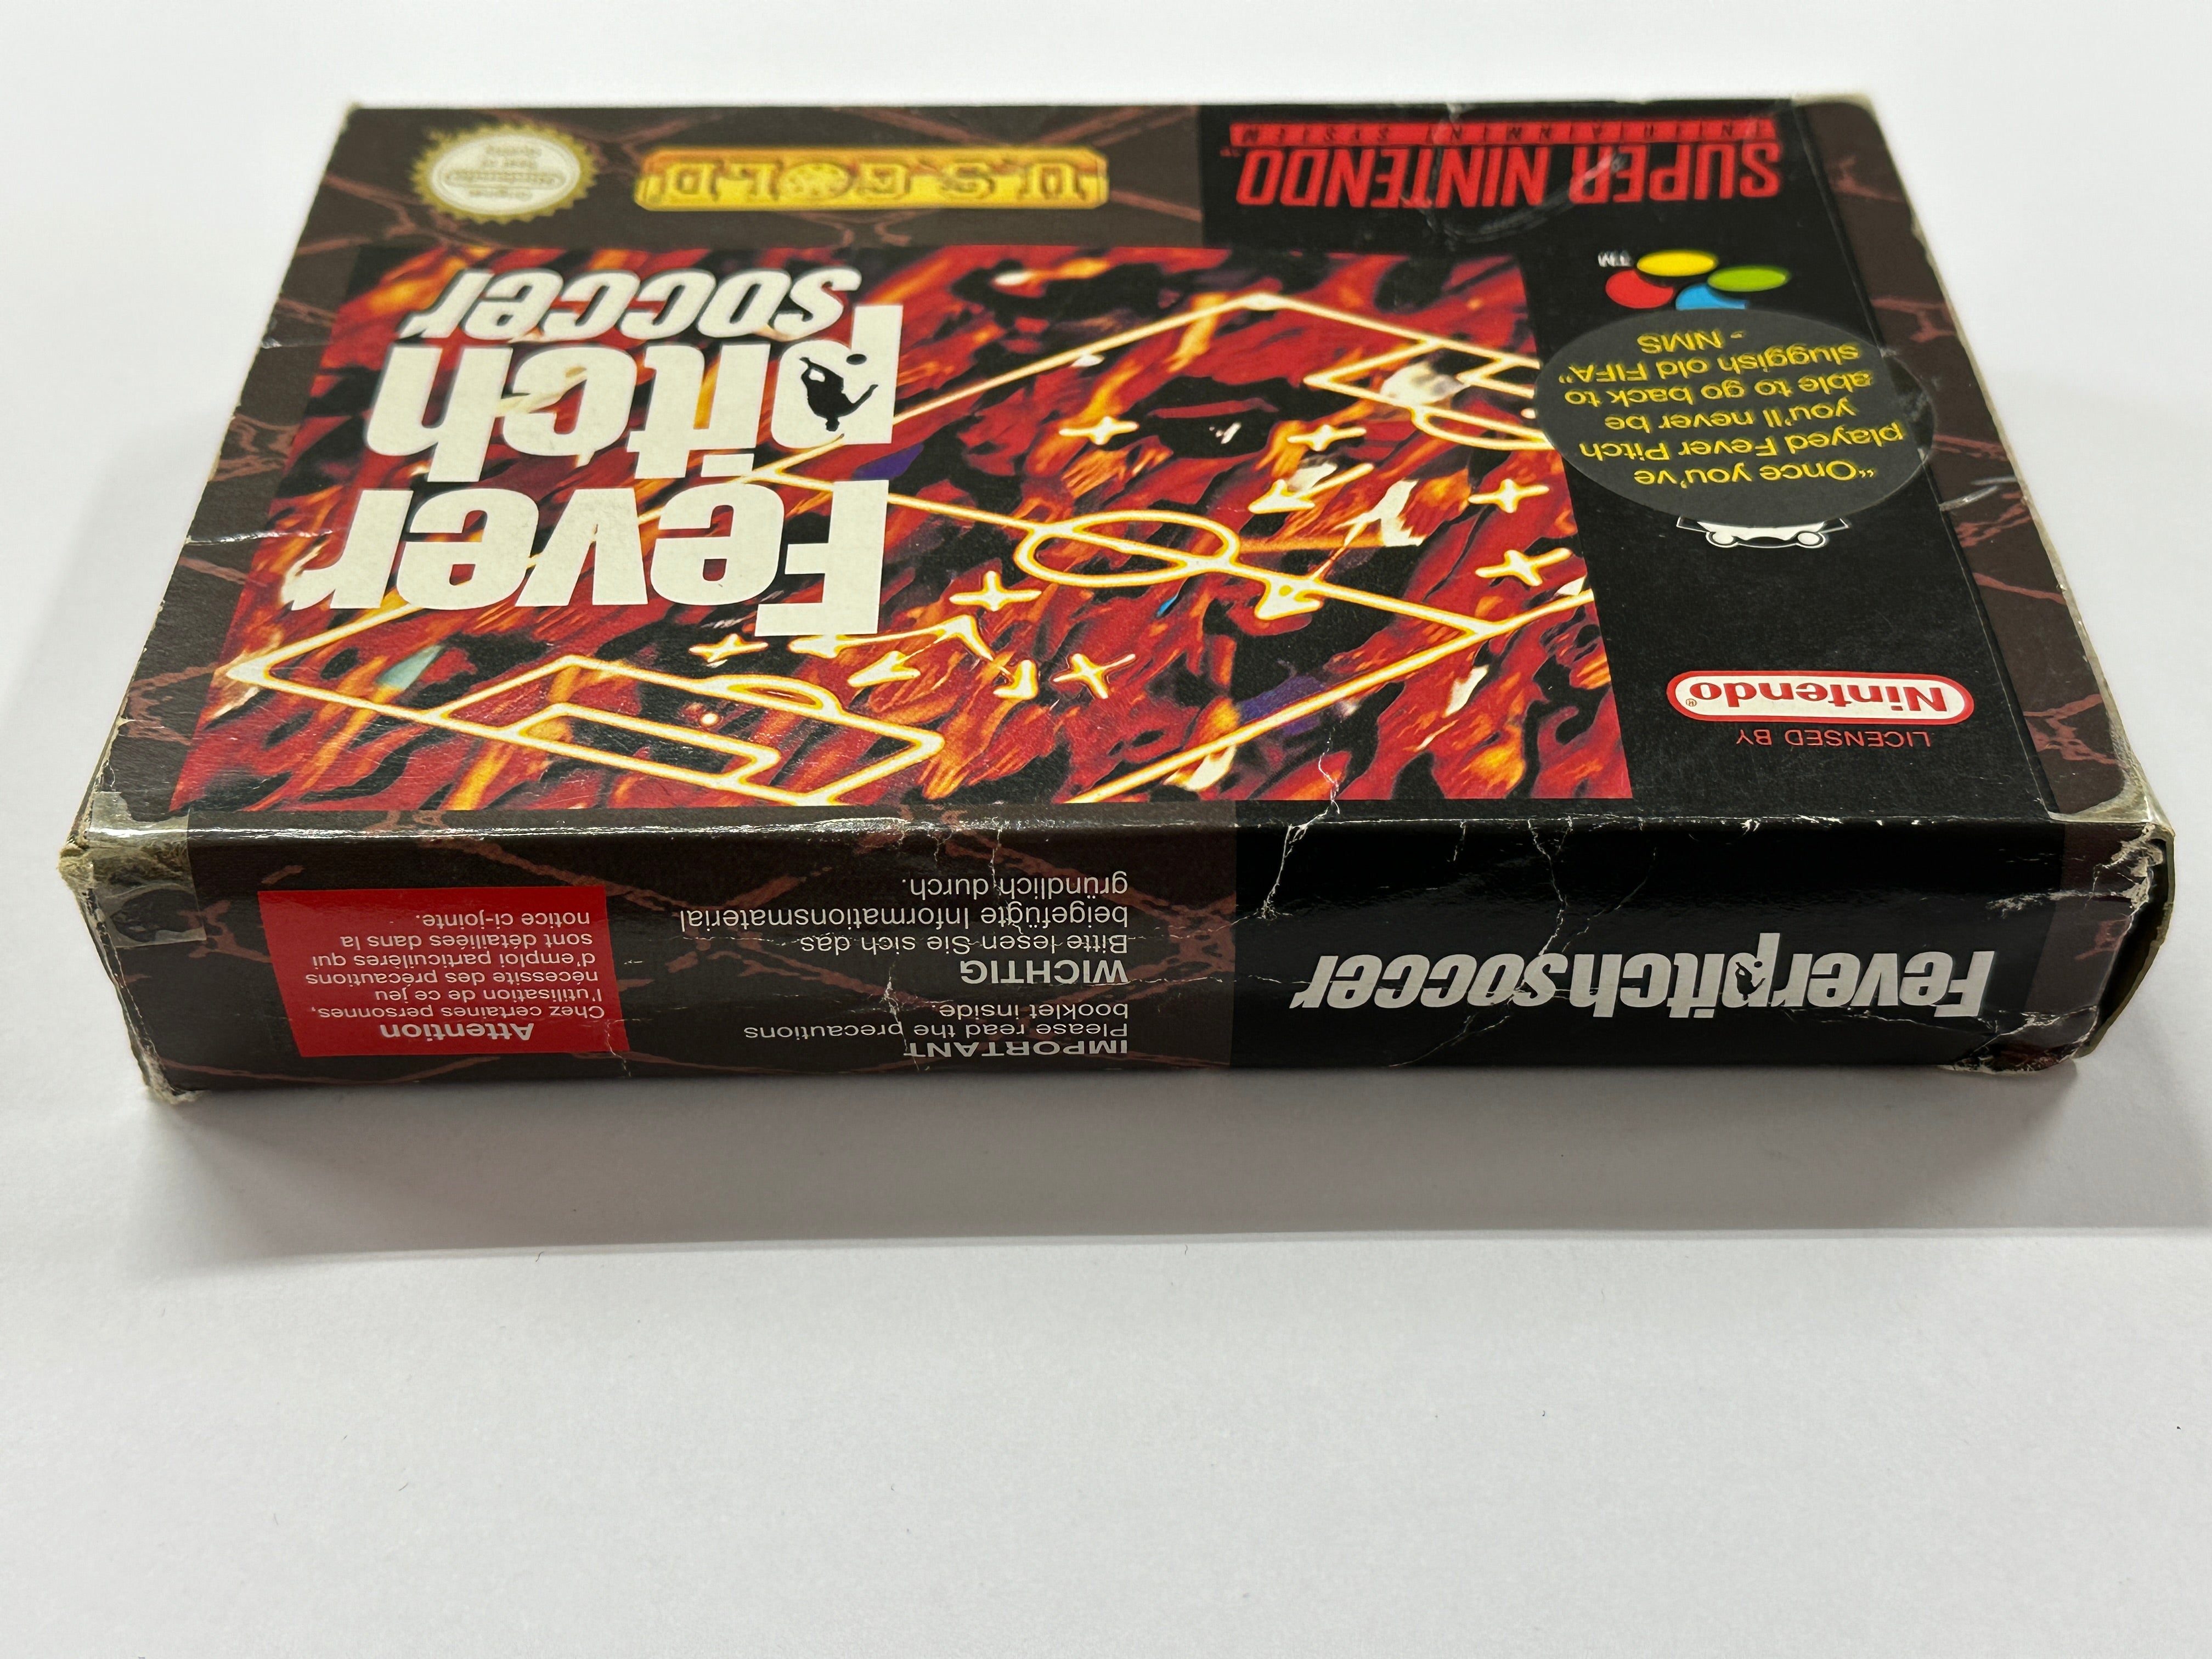 SUPER NINTENDO
ENTERTAINMENT SYSTEM
TM
U.S. GOLD
Fever
pitch
soccer
"Once you've
played Fever Pitch
you'll never be
able to go back to
sluggish old FIFA"
- NMS
LICENSED BY
Nintendo®
Feverpitchsoccer
IMPORTANT
Please read the precautions
booklet inside.
WICHTIG
Bitte lesen Sie sich das
beigefügte Informationsmaterial
gründlich durch.
Attention
Chez certaines personnes,
l'utilisation de ce jeu
nécessite des précautions
d'emploi particulières qui
sont détaillées dans la
notice ci-jointe.